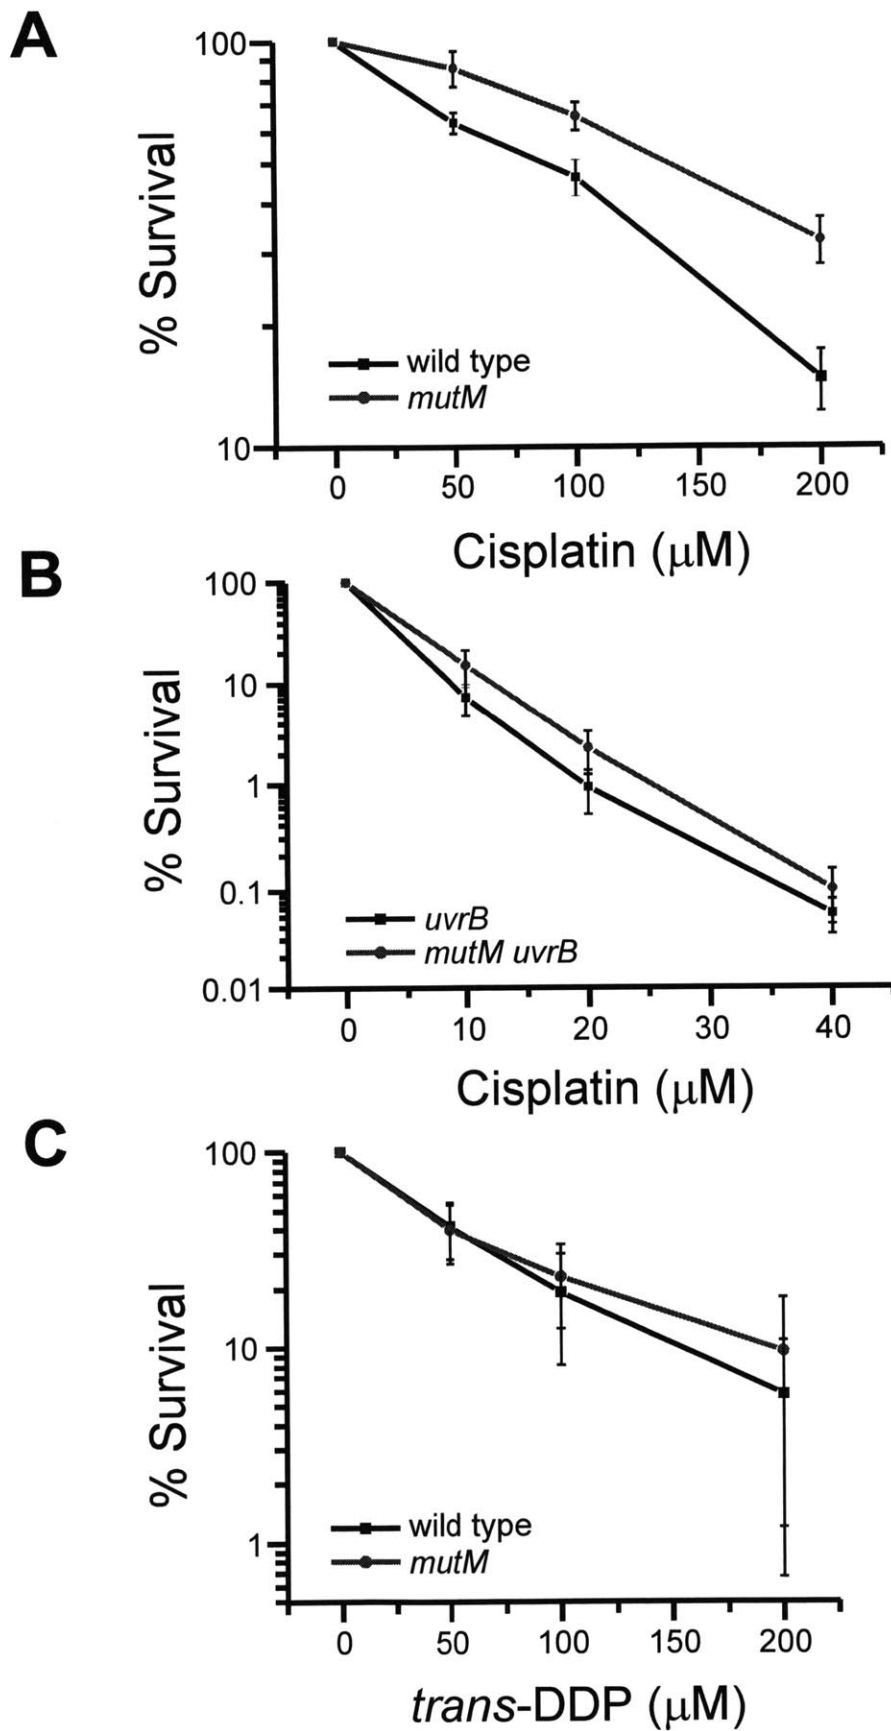 A
100
10
% Survival
wild type
mutM
0 50 100 150 200
Cisplatin (μM)
B
100
10
1
0.1
0.01
% Survival
uvrB
mutM uvrB
0 10 20 30 40
Cisplatin (μM)
C
100
10
1
% Survival
wild type
mutM
0 50 100 150 200
trans-DDP (μM)